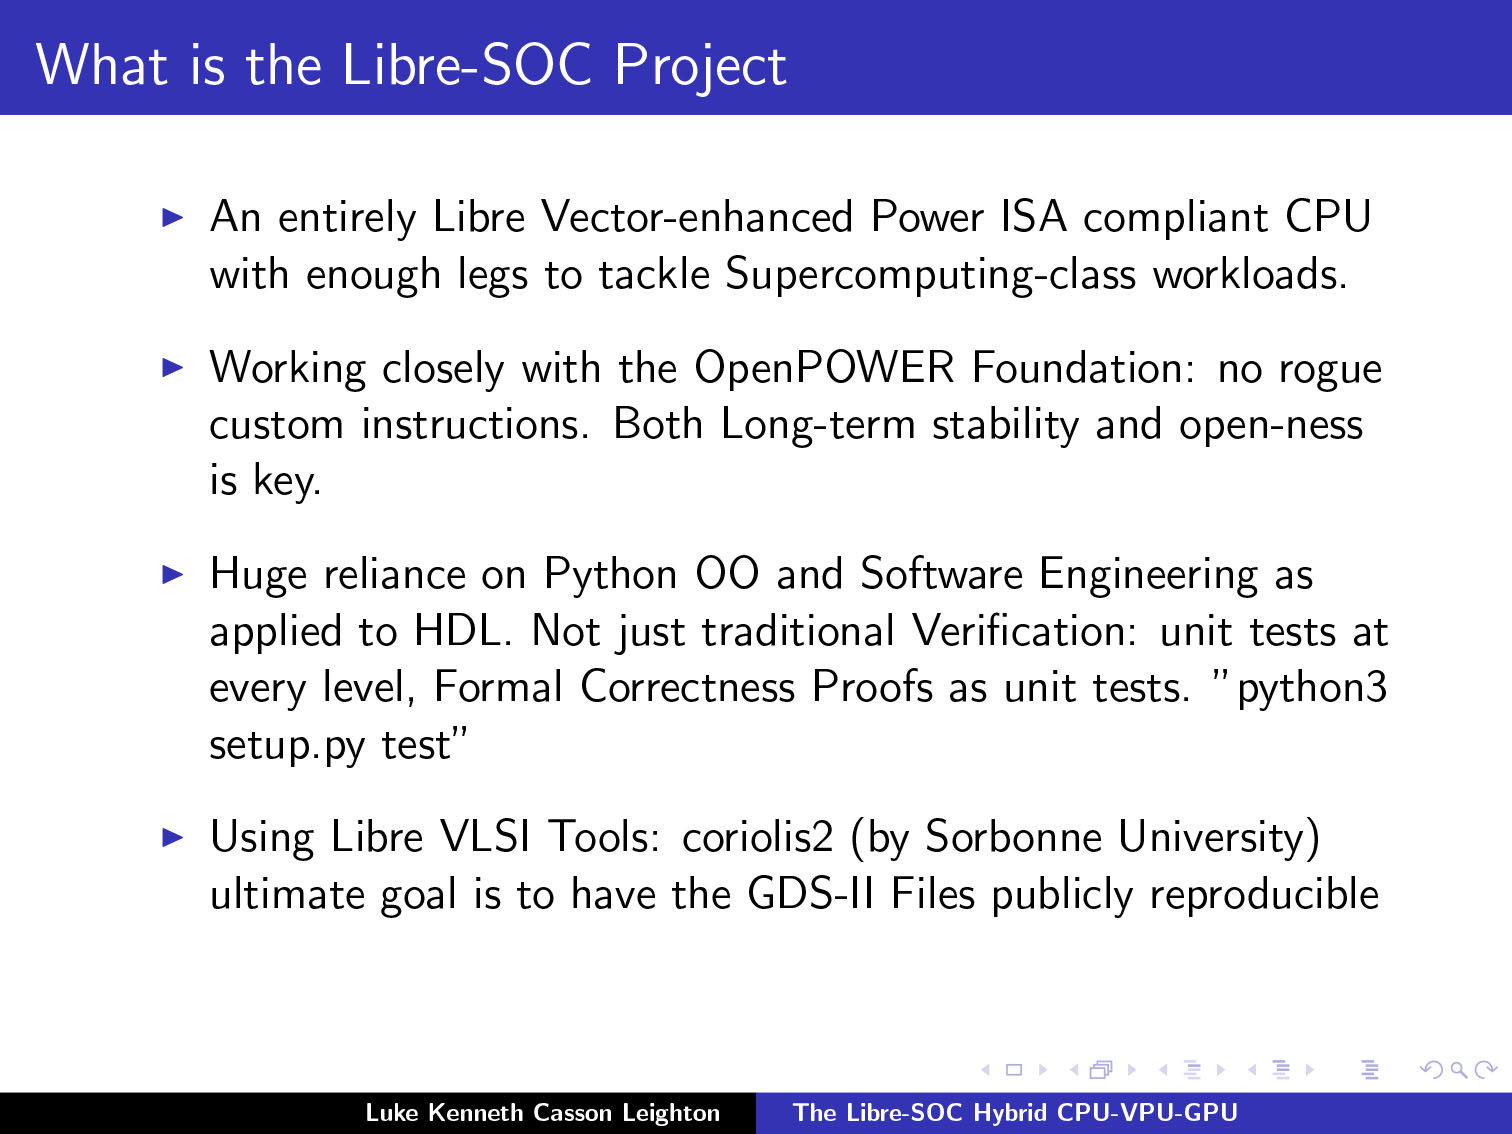 What is the Libre-SOC Project
An entirely Libre Vector-enhanced Power ISA compliant CPU
with enough legs to tackle Supercomputing-class workloads.
Working closely with the OpenPOWER Foundation: no rogue
custom instructions. Both Long-term stability and open-ness
is key.
Huge reliance on Python OO and Software Engineering as
applied to HDL. Not just traditional Verification: unit tests at
every level, Formal Correctness Proofs as unit tests. ”python3
setup.py test”
Using Libre VLSI Tools: coriolis2 (by Sorbonne University)
ultimate goal is to have the GDS-II Files publicly reproducible
Luke Kenneth Casson Leighton
The Libre-SOC Hybrid CPU-VPU-GPU